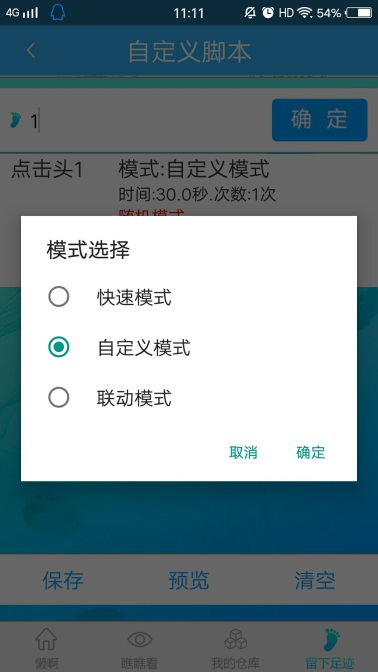 4G 11:11 HD 54%
自定义脚本
1 确 定
点击头1 模式:自定义模式
时间:30.0秒.次数:1次
随机模式
模式选择
快速模式
自定义模式
联动模式
取消 确定
保存 预览 清空
懒啊 瞧瞧看 我的仓库 留下足迹